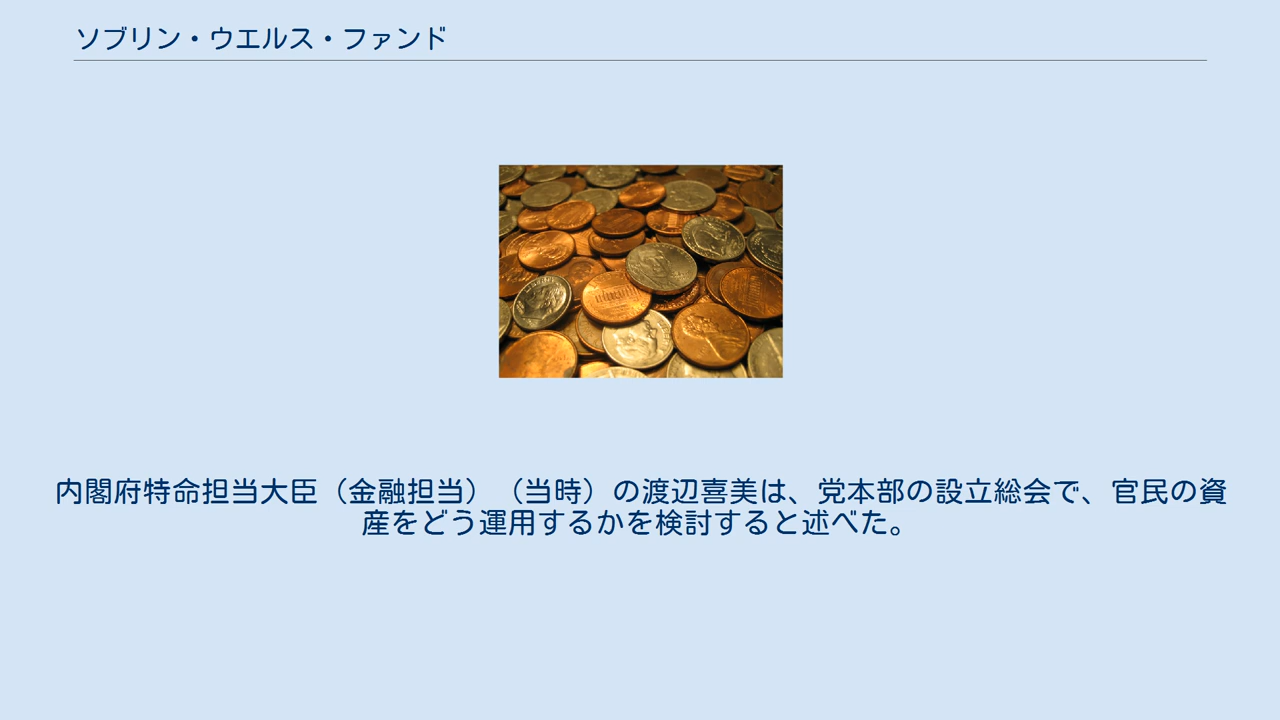 ソブリン・ウエルス・ファンド
内閣府特命担当大臣（金融担当）（当時）の渡辺喜美は、党本部の設立総会で、官民の資
産をどう運用するかを検討すると述べた。